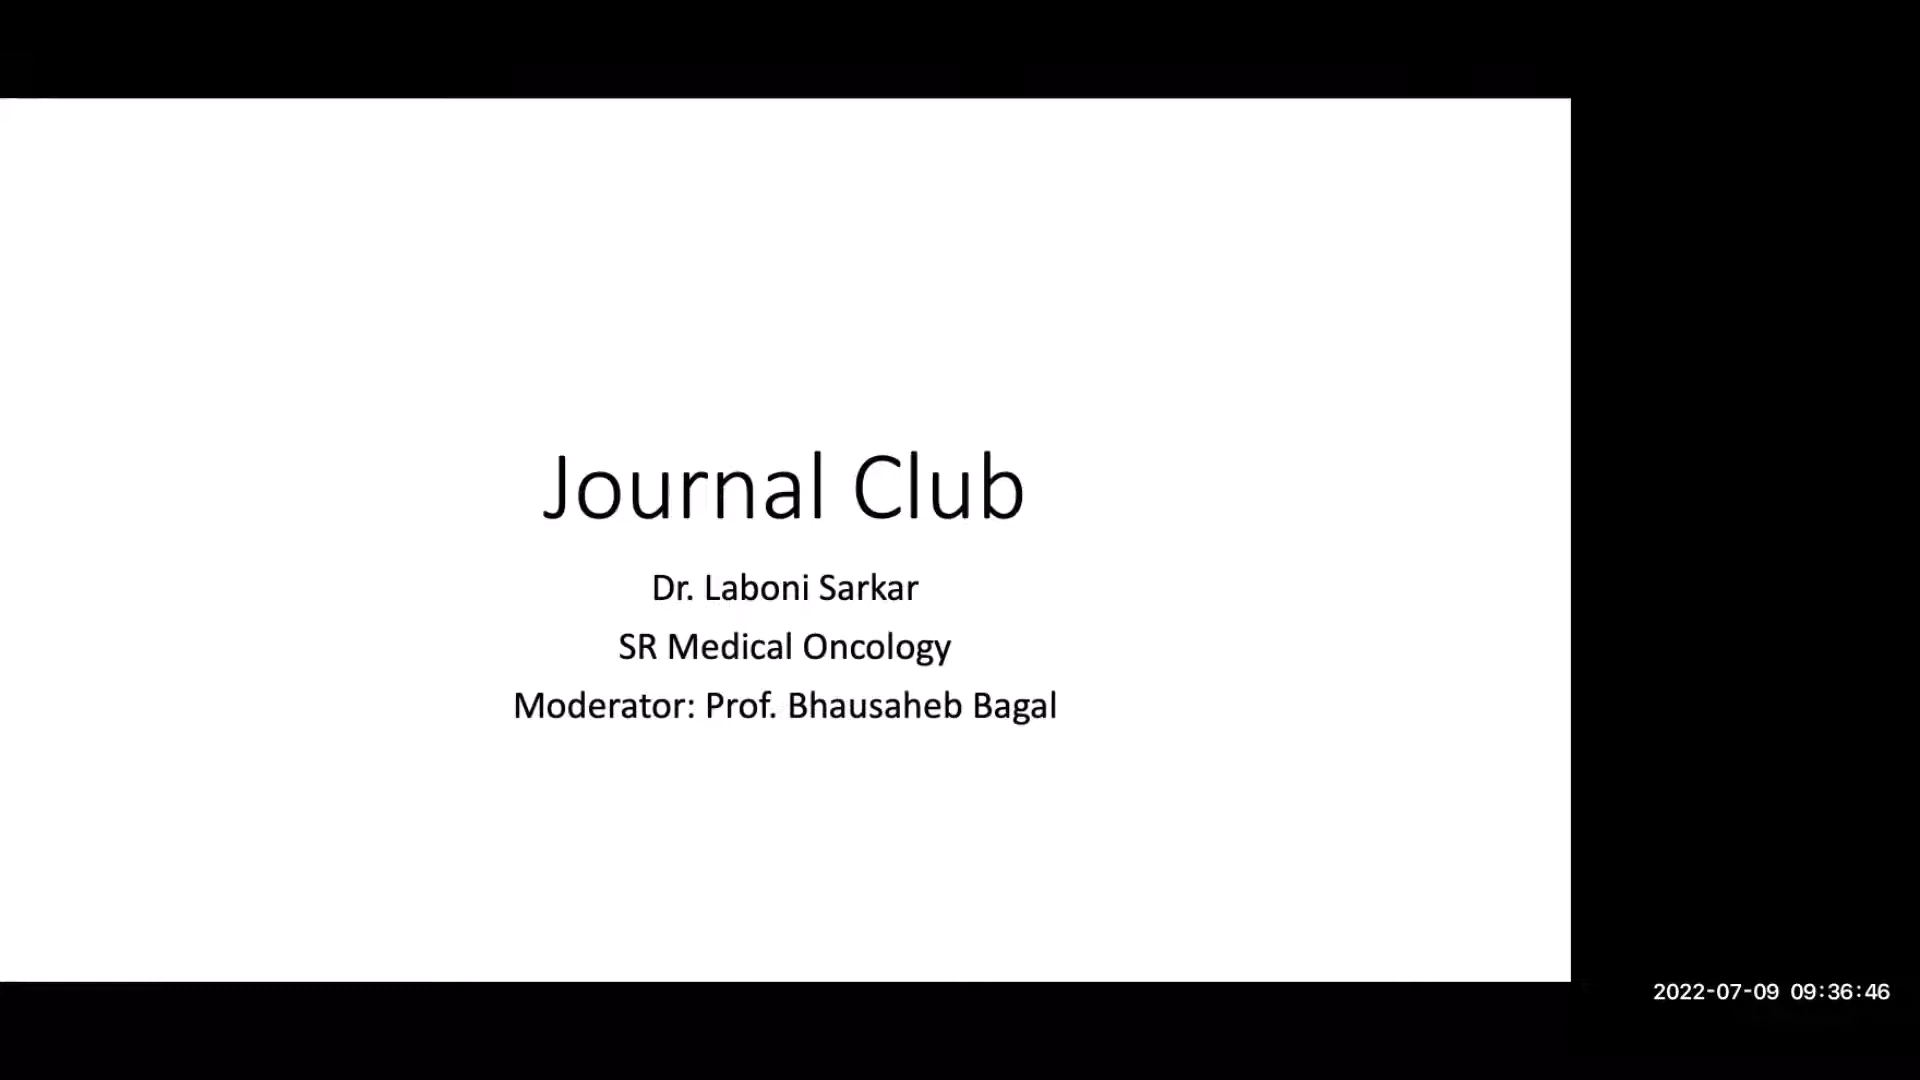 Journal Club
Dr. Laboni Sarkar
SR Medical Oncology
Moderator: Prof. Bhausaheb Bagal
2022-07-09 09:36:46